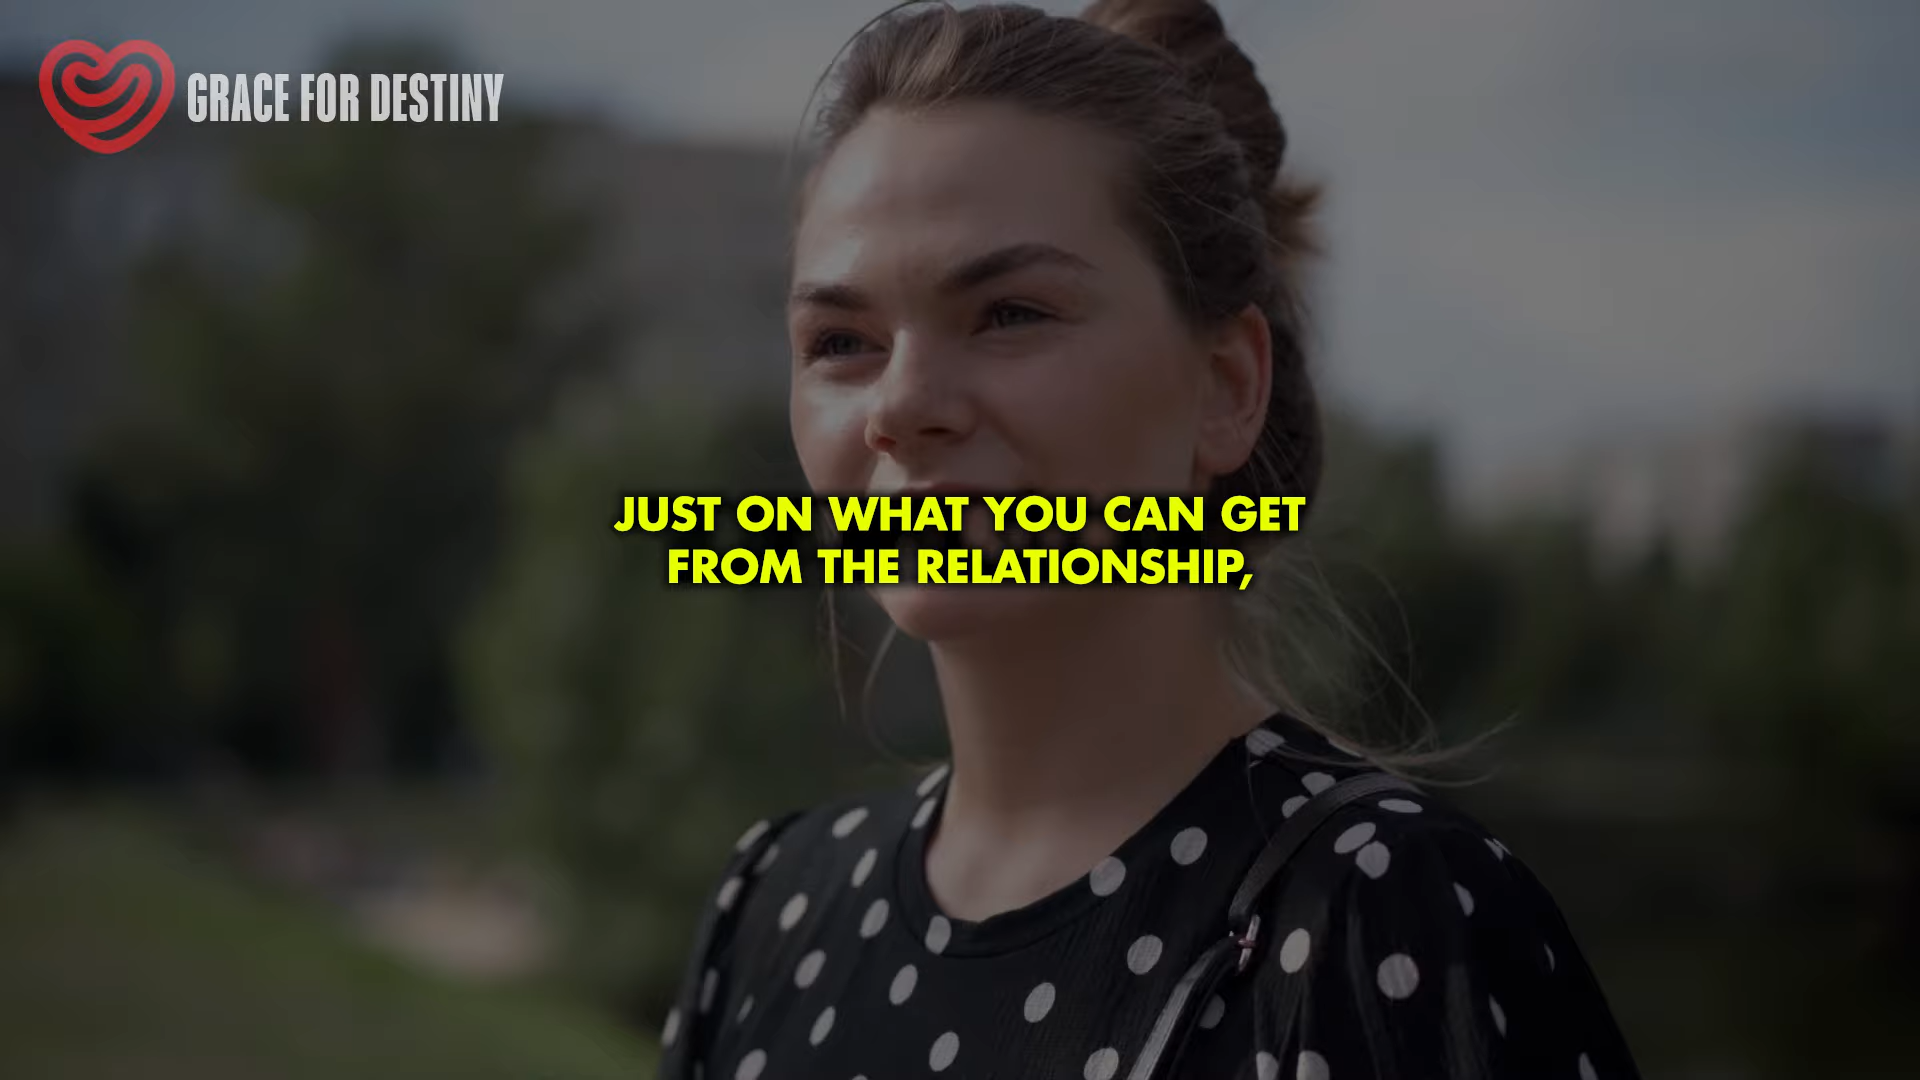 GRACE FOR DESTINY
JUST ON WHAT YOU CAN GET
FROM THE RELATIONSHIP,